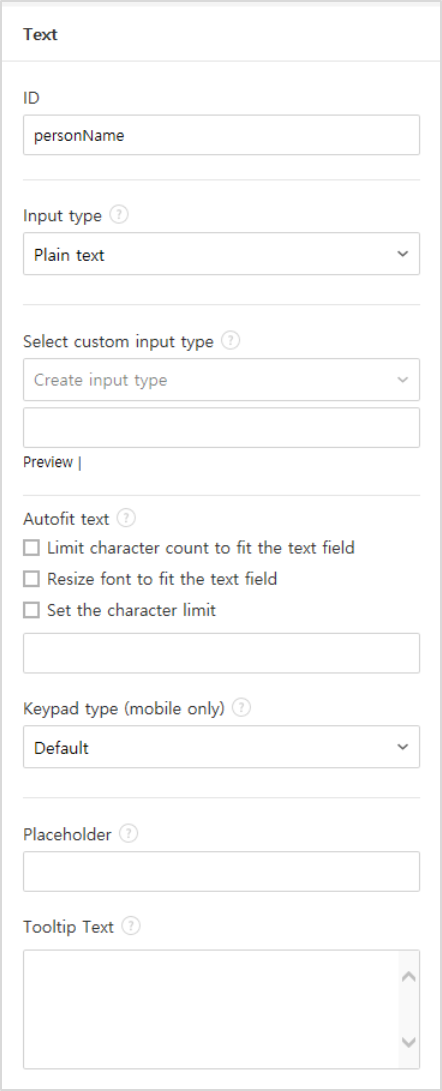 Text
ID
personName
Input type ?
Plain text
Select custom input type ?
Create input type
Preview |
Autofit text ?
Limit character count to fit the text field
Resize font to fit the text field
Set the character limit
Keypad type (mobile only) ?
Default
Placeholder ?
Tooltip Text ?